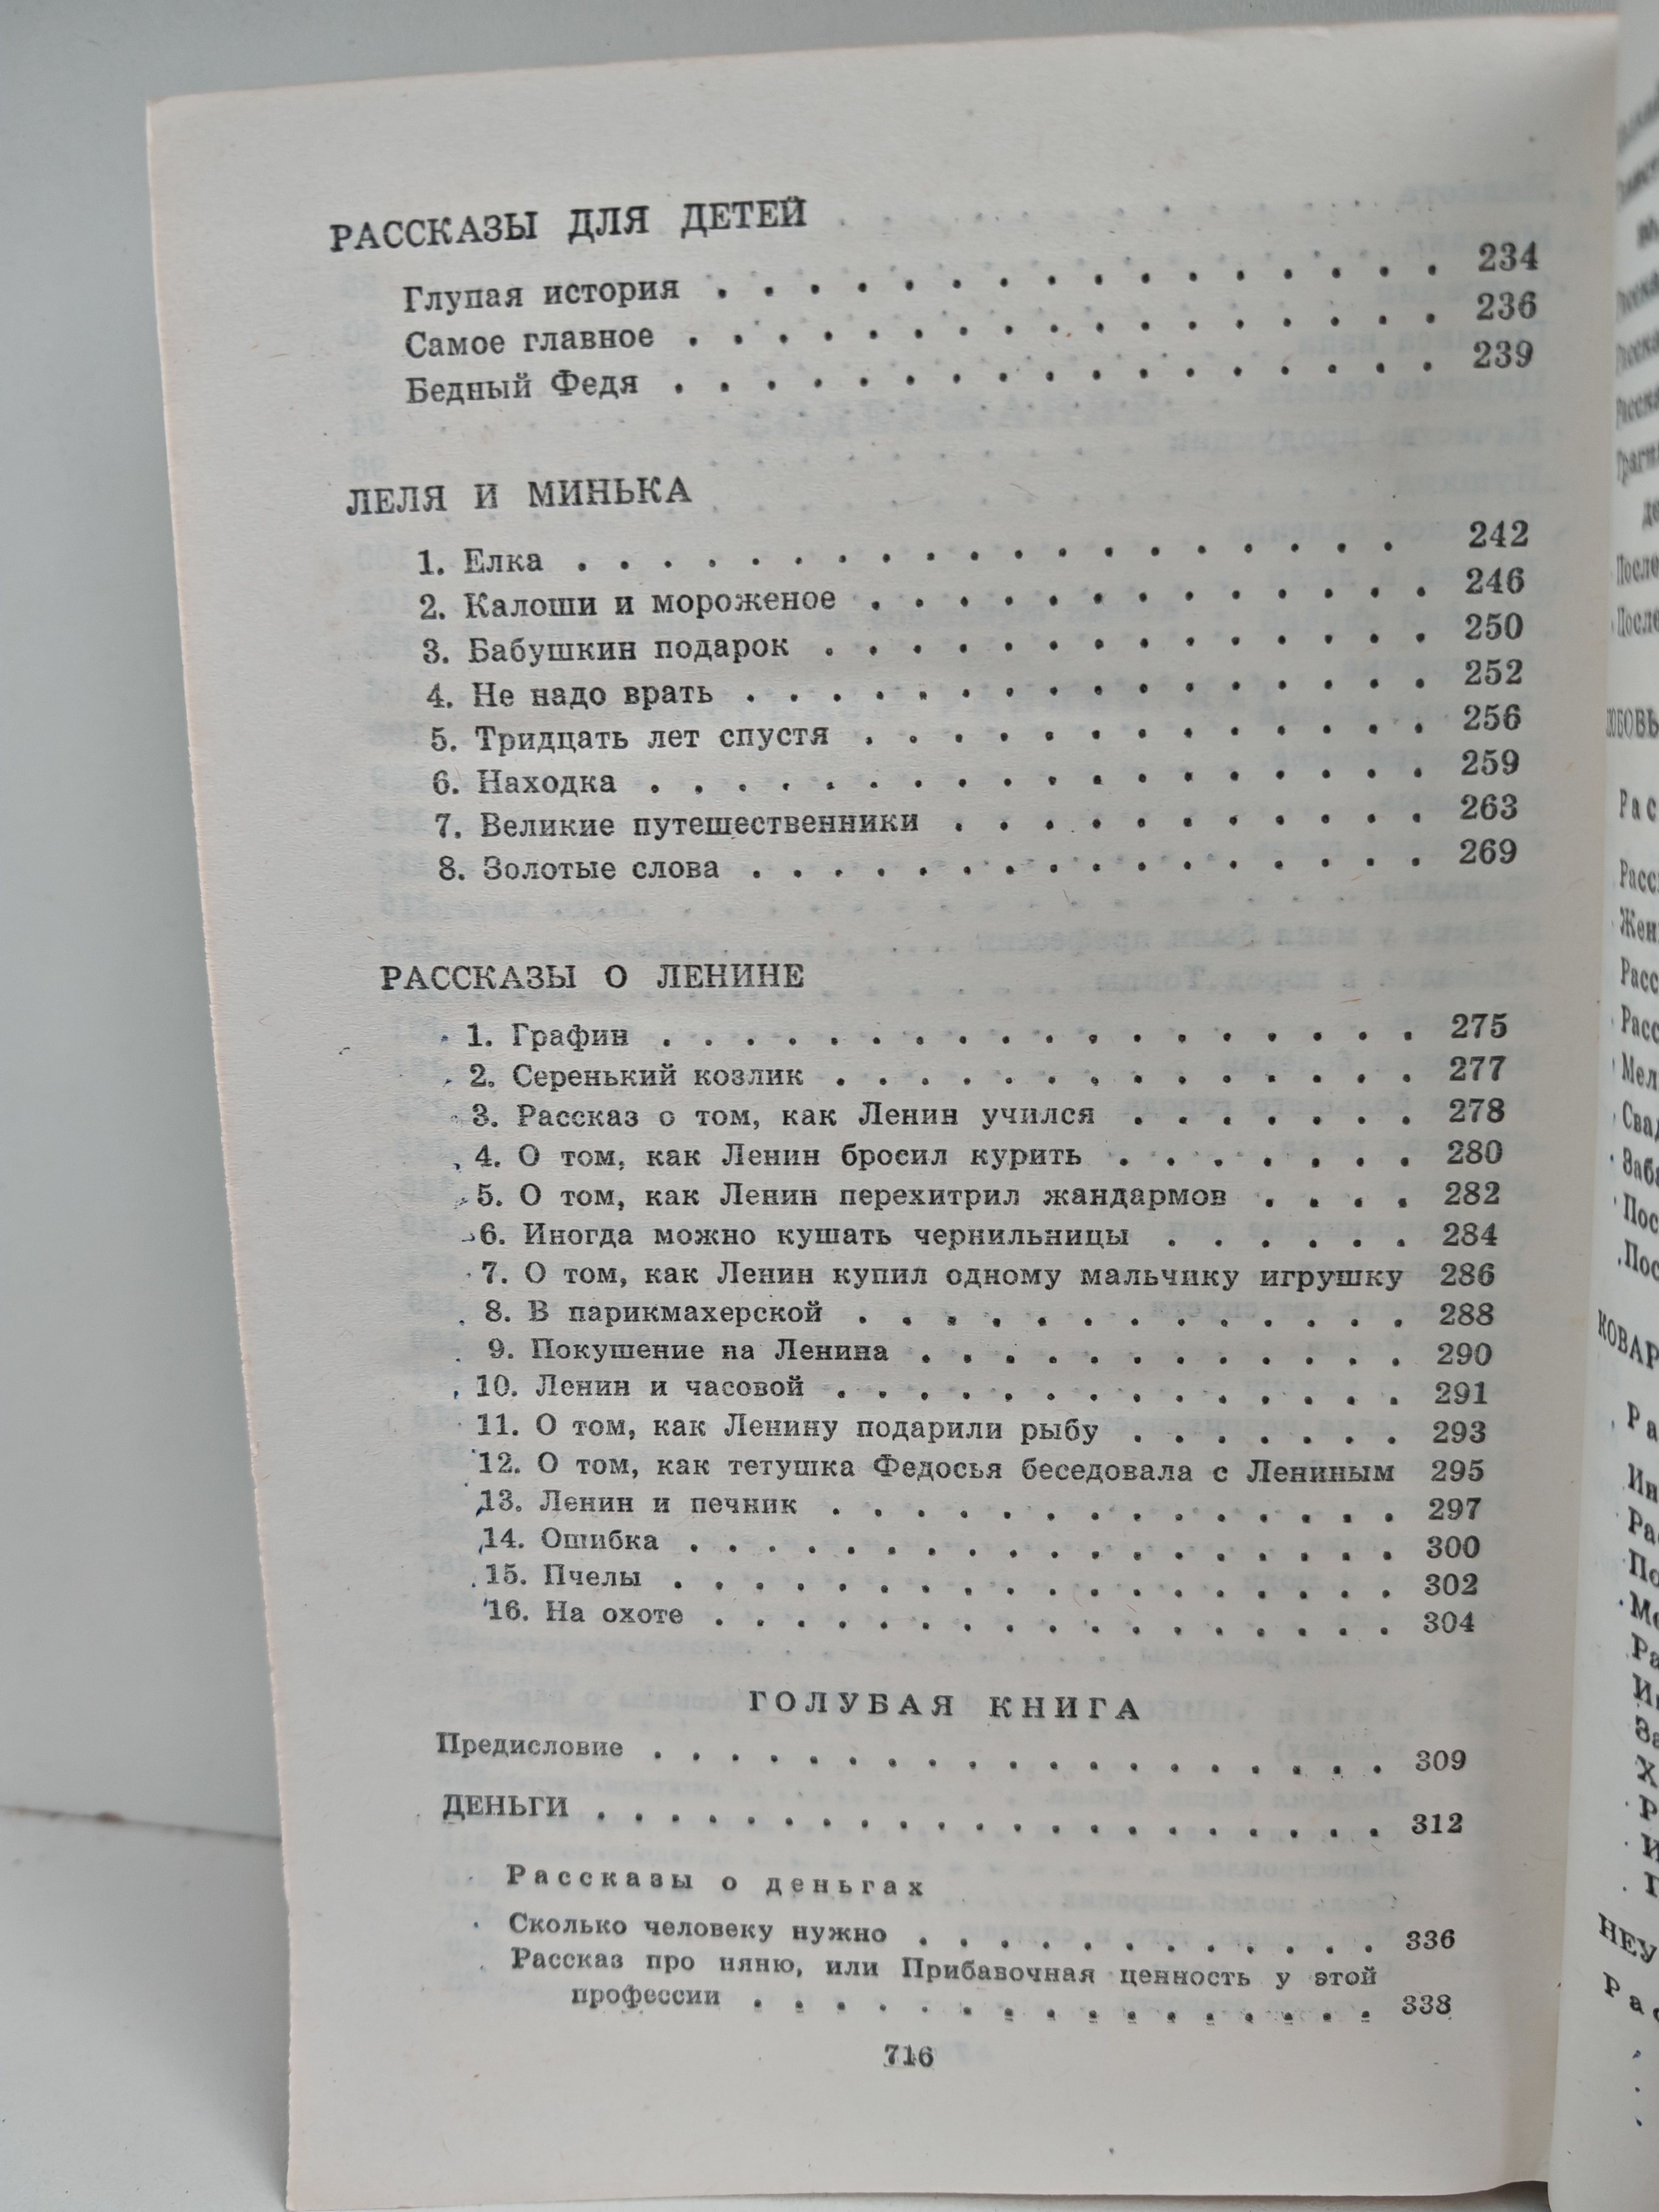 РАССКАЗЫ ДЛЯ ДЕТЕЙ
Глупая история . . . . . . . . . . . . . . . . 234
Самое главное . . . . . . . . . . . . . . . . . 236
Бедный Федя . . . . . . . . . . . . . . . . . 239
ЛЕЛЯ И МИНЬКА
1. Елка . . . . . . . . . . . . . . . . . . 242
2. Калоши и мороженое . . . . . . . . . . . . . 246
3. Бабушкин подарок . . . . . . . . . . . . . . 250
4. Не надо врать . . . . . . . . . . . . . . . 252
5. Тридцать лет спустя . . . . . . . . . . . . . 256
6. Находка . . . . . . . . . . . . . . . . . . 259
7. Великие путешественники . . . . . . . . . . . 263
8. Золотые слова . . . . . . . . . . . . . . . . 269
РАССКАЗЫ О ЛЕНИНЕ
1. Графин . . . . . . . . . . . . . . . . . . 275
2. Серенький козлик . . . . . . . . . . . . . . 277
3. Рассказ о том, как Ленин учился . . . . . . . 278
4. О том, как Ленин бросил курить . . . . . . . 280
5. О том, как Ленин перехитрил жандармов . . . . 282
6. Иногда можно кушать чернильницы . . . . . . 284
7. О том, как Ленин купил одному мальчику игрушку 286
8. В парикмахерской . . . . . . . . . . . . . 288
9. Покушение на Ленина . . . . . . . . . . . . 290
10. Ленин и часовой . . . . . . . . . . . . . . 291
11. О том, как Ленину подарили рыбу . . . . . . . 293
12. О том, как тетушка Федосья беседовала с Лениным 295
13. Ленин и печник . . . . . . . . . . . . . . 297
14. Ошибка . . . . . . . . . . . . . . . . . . 300
15. Пчелы . . . . . . . . . . . . . . . . . . 302
16. На охоте . . . . . . . . . . . . . . . . . 304
ГОЛУБАЯ КНИГА
Предисловие . . . . . . . . . . . . . . . . . . . 309
ДЕНЬГИ . . . . . . . . . . . . . . . . . . . . . 312
Рассказы о деньгах
Сколько человеку нужно . . . . . . . . . . . . 336
Рассказ про няню, или Прибавочная ценность у этой
профессии . . . . . . . . . . . . . . . 338
716